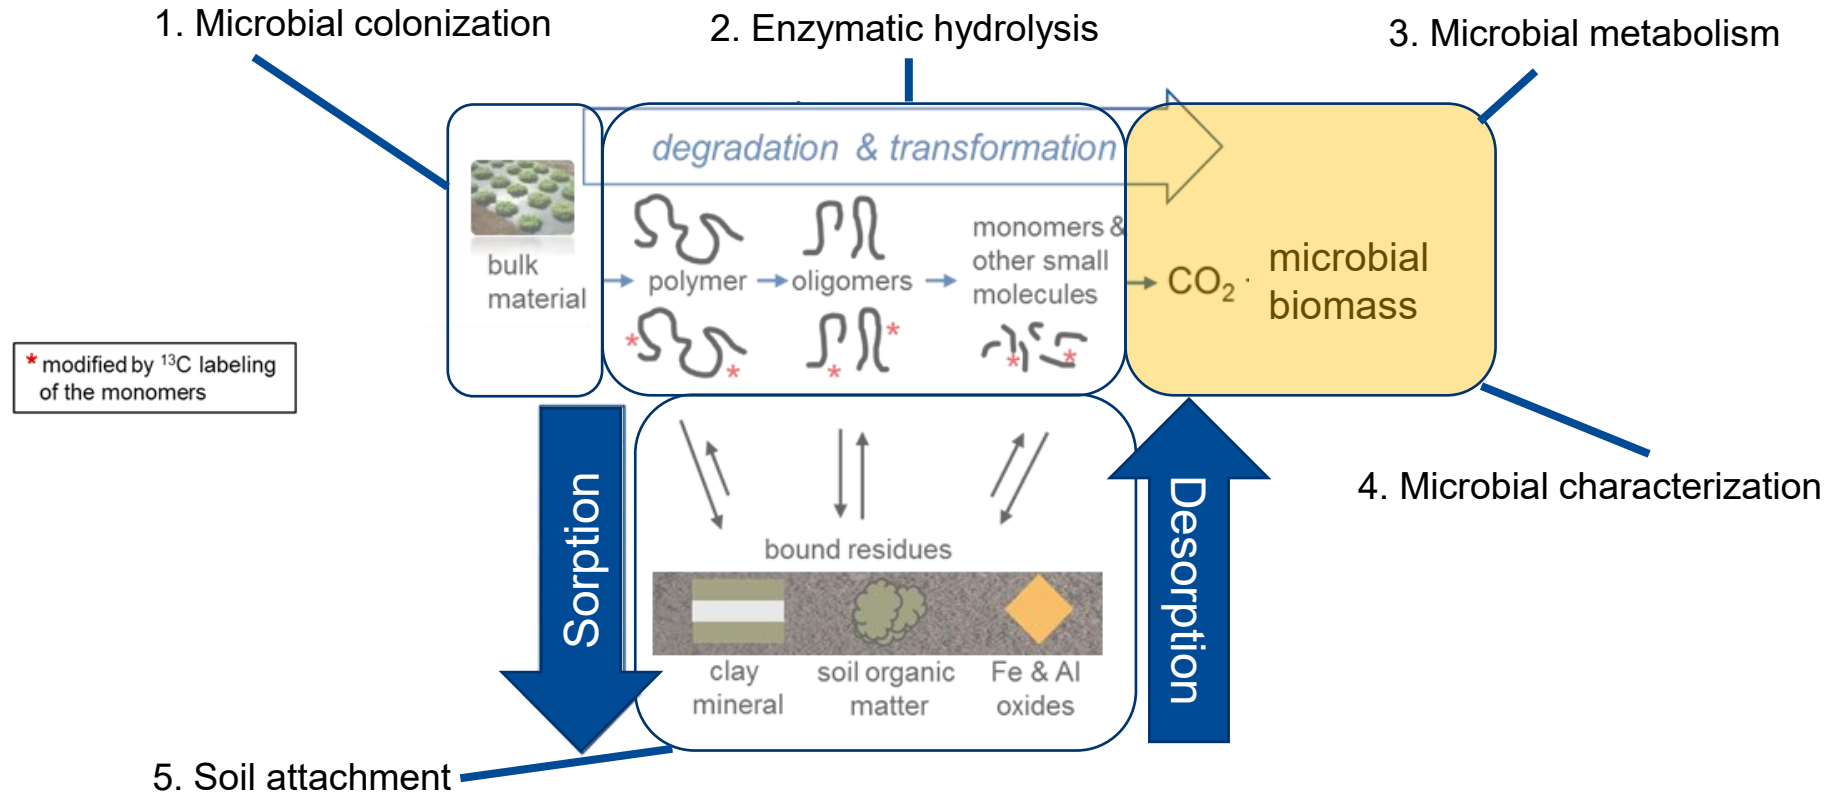 1. Microbial colonization
2. Enzymatic hydrolysis
3. Microbial metabolism
degradation & transformation
bulk
material
polymer
oligomers
monomers &
other small
molecules
CO₂
microbial
biomass
* modified by ¹³C labeling
of the monomers
*
*
*
*
*
*
4. Microbial characterization
Sorption
Desorption
bound residues
clay
mineral
soil organic
matter
Fe & Al
oxides
5. Soil attachment